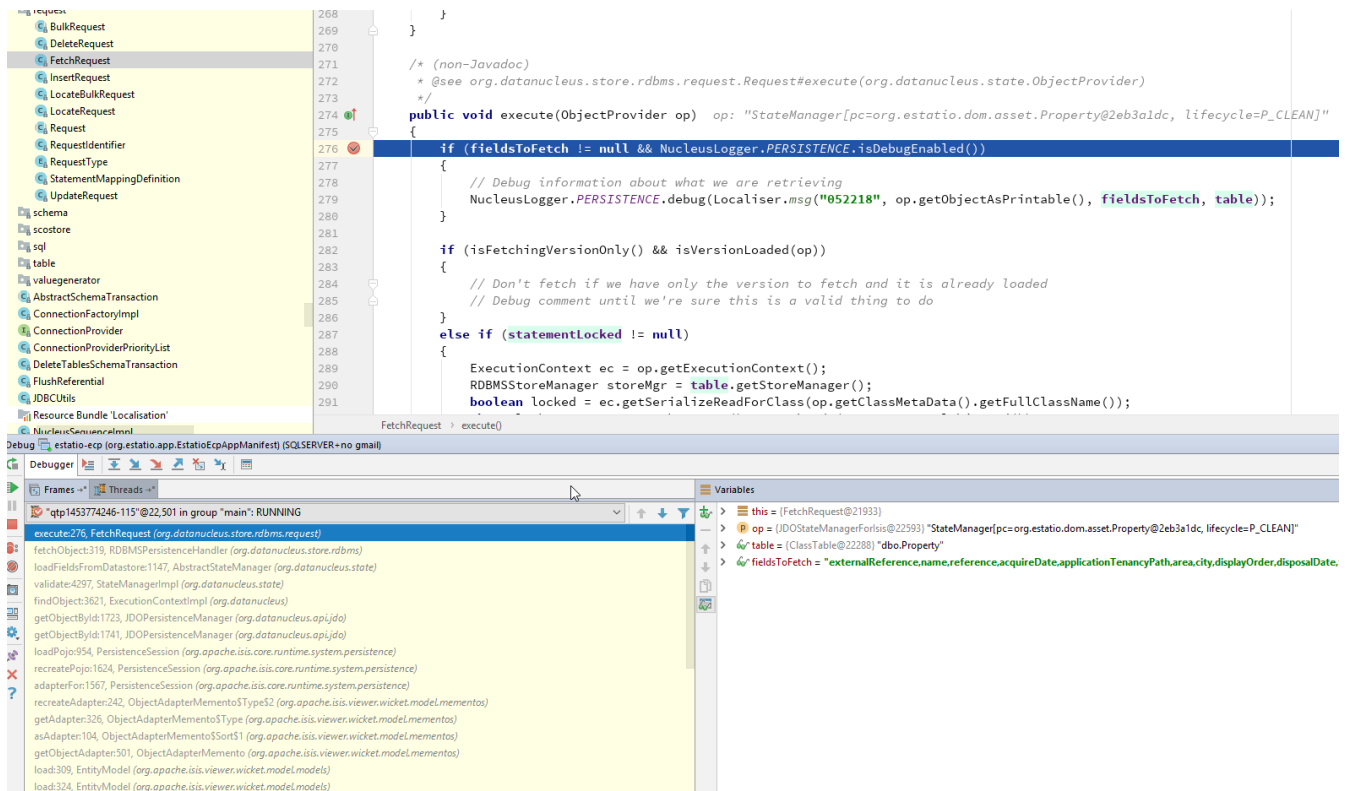 request
BulkRequest
DeleteRequest
FetchRequest
InsertRequest
LocateBulkRequest
LocateRequest
Request
RequestIdentifier
RequestType
StatementMappingDefinition
UpdateRequest
schema
scostore
sql
table
valuegenerator
AbstractSchemaTransaction
ConnectionFactoryImpl
ConnectionProvider
ConnectionProviderPriorityList
DeleteTablesSchemaTransaction
FlushReferential
JDBCUtils
Resource Bundle 'Localisation'
NucleusSequenceImpl
268 }
269 }
270
271 /* (non-Javadoc)
272 * @see org.datanucleus.store.rdbms.request.Request#execute(org.datanucleus.state.ObjectProvider)
273 */
274 public void execute(ObjectProvider op) op: "StateManager[pc=org.estatio.dom.asset.Property@2eb3a1dc, lifecycle=P_CLEAN]"
275 {
276 if (fieldsToFetch != null && NucleusLogger.PERSISTENCE.isDebugEnabled())
277 {
278 // Debug information about what we are retrieving
279 NucleusLogger.PERSISTENCE.debug(Localiser.msg("052218", op.getObjectAsPrintable(), fieldsToFetch, table));
280 }
281
282 if (isFetchingVersionOnly() && isVersionLoaded(op))
283 {
284 // Don't fetch if we have only the version to fetch and it is already loaded
285 // Debug comment until we're sure this is a valid thing to do
286 }
287 else if (statementLocked != null)
288 {
289 ExecutionContext ec = op.getExecutionContext();
290 RDBMSStoreManager storeMgr = table.getStoreManager();
291 boolean locked = ec.getSerializeReadForClass(op.getClassMetaData().getFullClassName());
FetchRequest › execute()
Debug estatio-ecp (org.estatio.app.EstatioEcpAppManifest) (SQLSERVER+no gmail)
Debugger
Frames Threads
"qtp1453774246-115"@22,501 in group "main": RUNNING
execute:276, FetchRequest (org.datanucleus.store.rdbms.request)
fetchObject:319, RDBMSPersistenceHandler (org.datanucleus.store.rdbms)
loadFieldsFromDatastore:1147, AbstractStateManager (org.datanucleus.state)
validate:4297, StateManagerImpl (org.datanucleus.state)
findObject:3621, ExecutionContextImpl (org.datanucleus)
getObjectById:1723, JDOPersistenceManager (org.datanucleus.api.jdo)
getObjectById:1741, JDOPersistenceManager (org.datanucleus.api.jdo)
loadPojo:954, PersistenceSession (org.apache.isis.core.runtime.system.persistence)
recreatePojo:1624, PersistenceSession (org.apache.isis.core.runtime.system.persistence)
adapterFor:1567, PersistenceSession (org.apache.isis.core.runtime.system.persistence)
recreateAdapter:242, ObjectAdapterMemento$Type$2 (org.apache.isis.viewer.wicket.model.mementos)
getAdapter:326, ObjectAdapterMemento$Type (org.apache.isis.viewer.wicket.model.mementos)
asAdapter:104, ObjectAdapterMemento$Sort$1 (org.apache.isis.viewer.wicket.model.mementos)
getObjectAdapter:501, ObjectAdapterMemento (org.apache.isis.viewer.wicket.model.mementos)
load:309, EntityModel (org.apache.isis.viewer.wicket.model.models)
load:324, EntityModel (org.apache.isis.viewer.wicket.model.models)
Variables
this = {FetchRequest@21933}
op = {JDOStateManagerForIsis@22593} "StateManager[pc=org.estatio.dom.asset.Property@2eb3a1dc, lifecycle=P_CLEAN]"
table = {ClassTable@22288} "dbo.Property"
fieldsToFetch = "externalReference,name,reference,acquireDate,applicationTenancyPath,area,city,displayOrder,disposalDate,